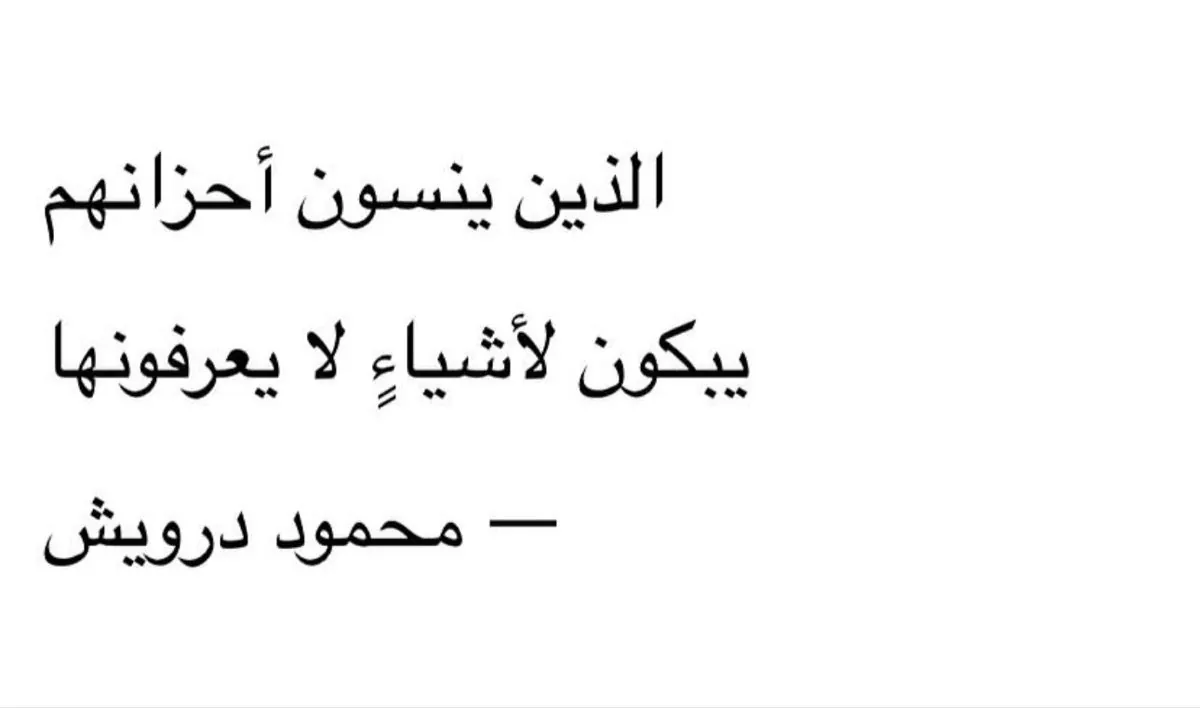 الذين ينسون أحزانهم
يبكون لأشياءٍ لا يعرفونها
— محمود درويش